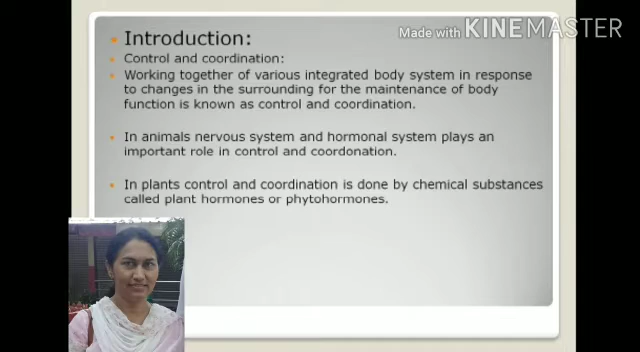 Made with KINEMASTER
Introduction:
Control and coordination:
Working together of various integrated body system in response
to changes in the surrounding for the maintenance of body
function is known as control and coordination.
In animals nervous system and hormonal system plays an
important role in control and coordonation.
In plants control and coordination is done by chemical substances
called plant hormones or phytohormones.